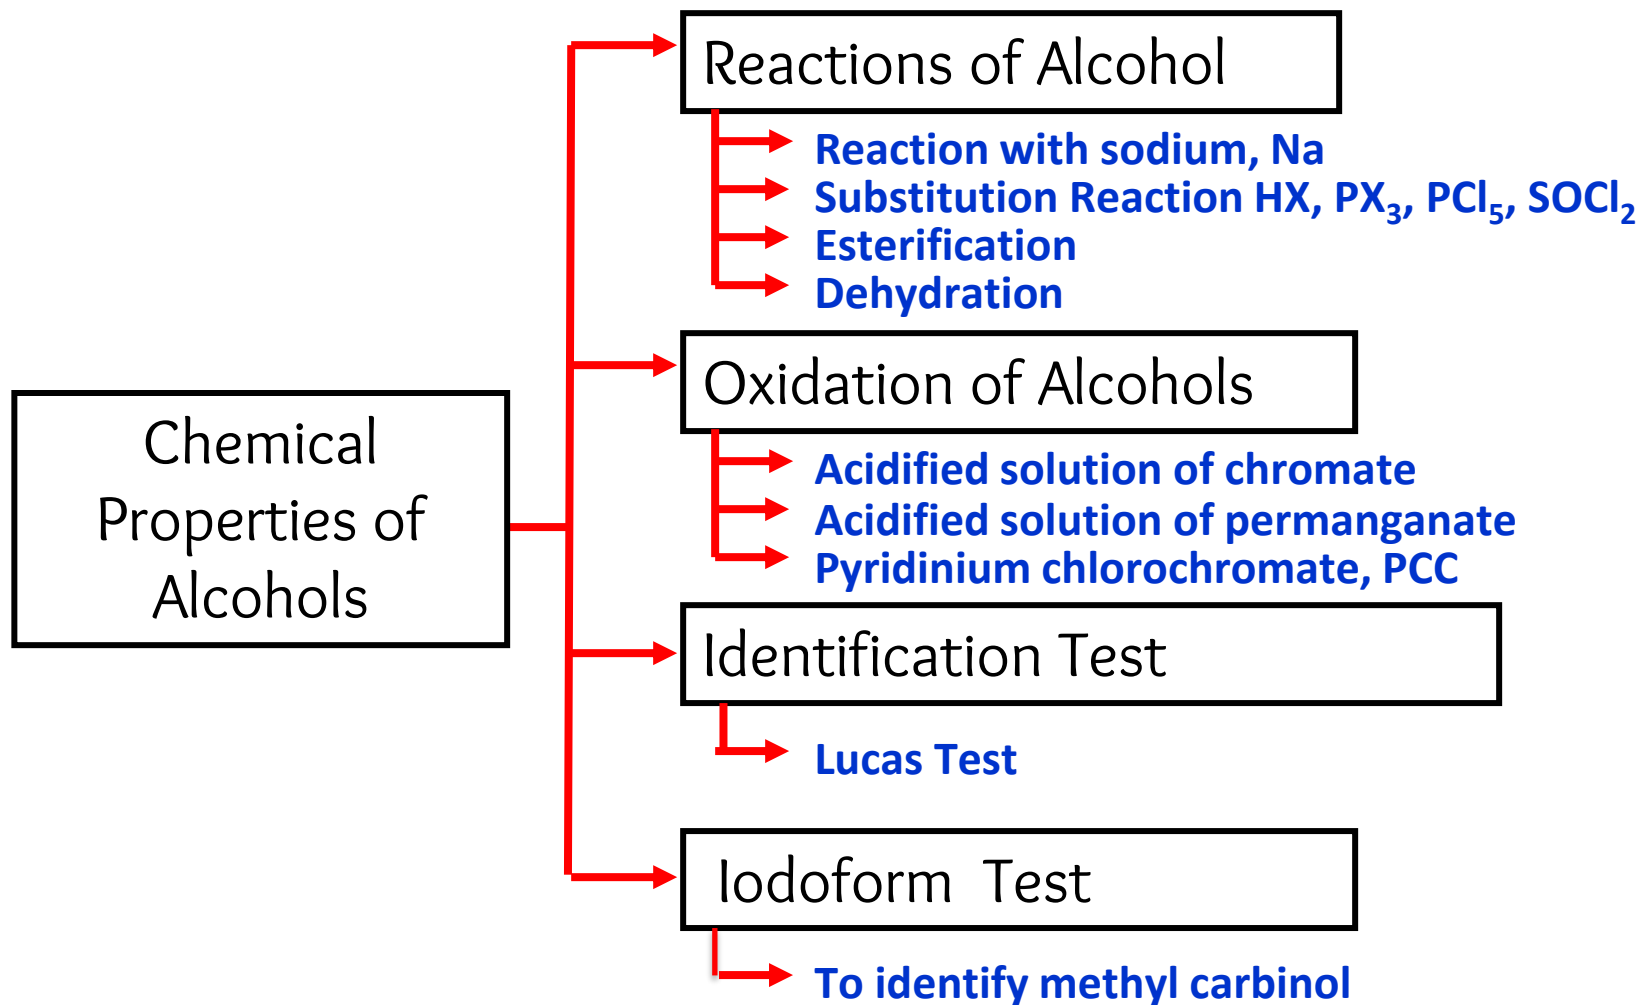 Chemical
Properties of
Alcohols
Reactions of Alcohol
Reaction with sodium, Na
Substitution Reaction HX, PX₃, PCl₅, SOCl₂
Esterification
Dehydration
Oxidation of Alcohols
Acidified solution of chromate
Acidified solution of permanganate
Pyridinium chlorochromate, PCC
Identification Test
Lucas Test
Iodoform Test
To identify methyl carbinol